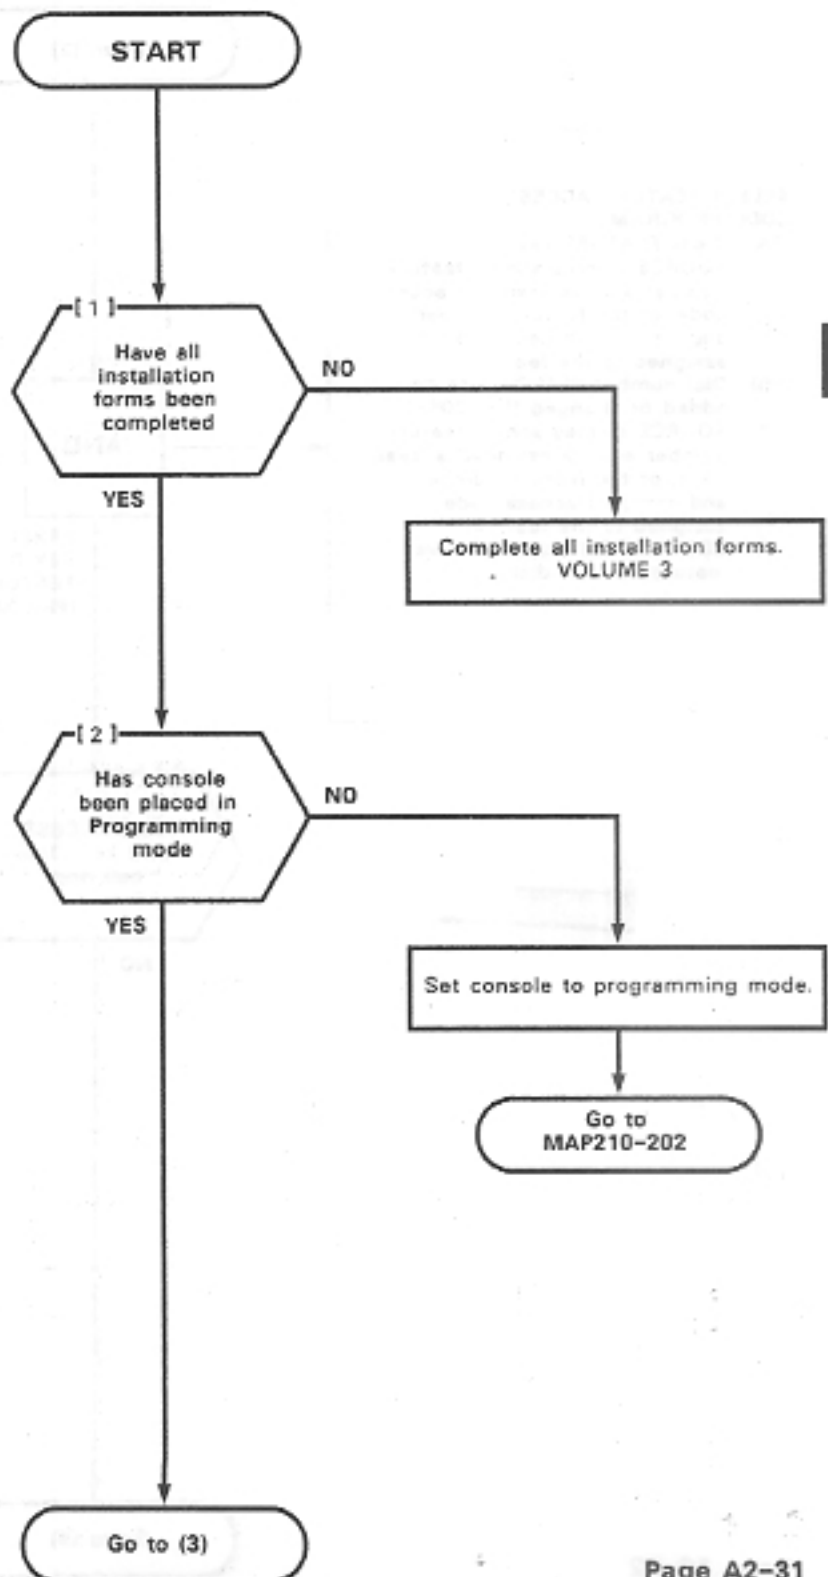 START
[ 1 ]
Have all
installation
forms been
completed
NO
YES
Complete all installation forms.
VOLUME 3
[ 2 ]
Has console
been placed in
Programming
mode
NO
YES
Set console to programming mode.
Go to
MAP210-202
Go to (3)
Page A2-31